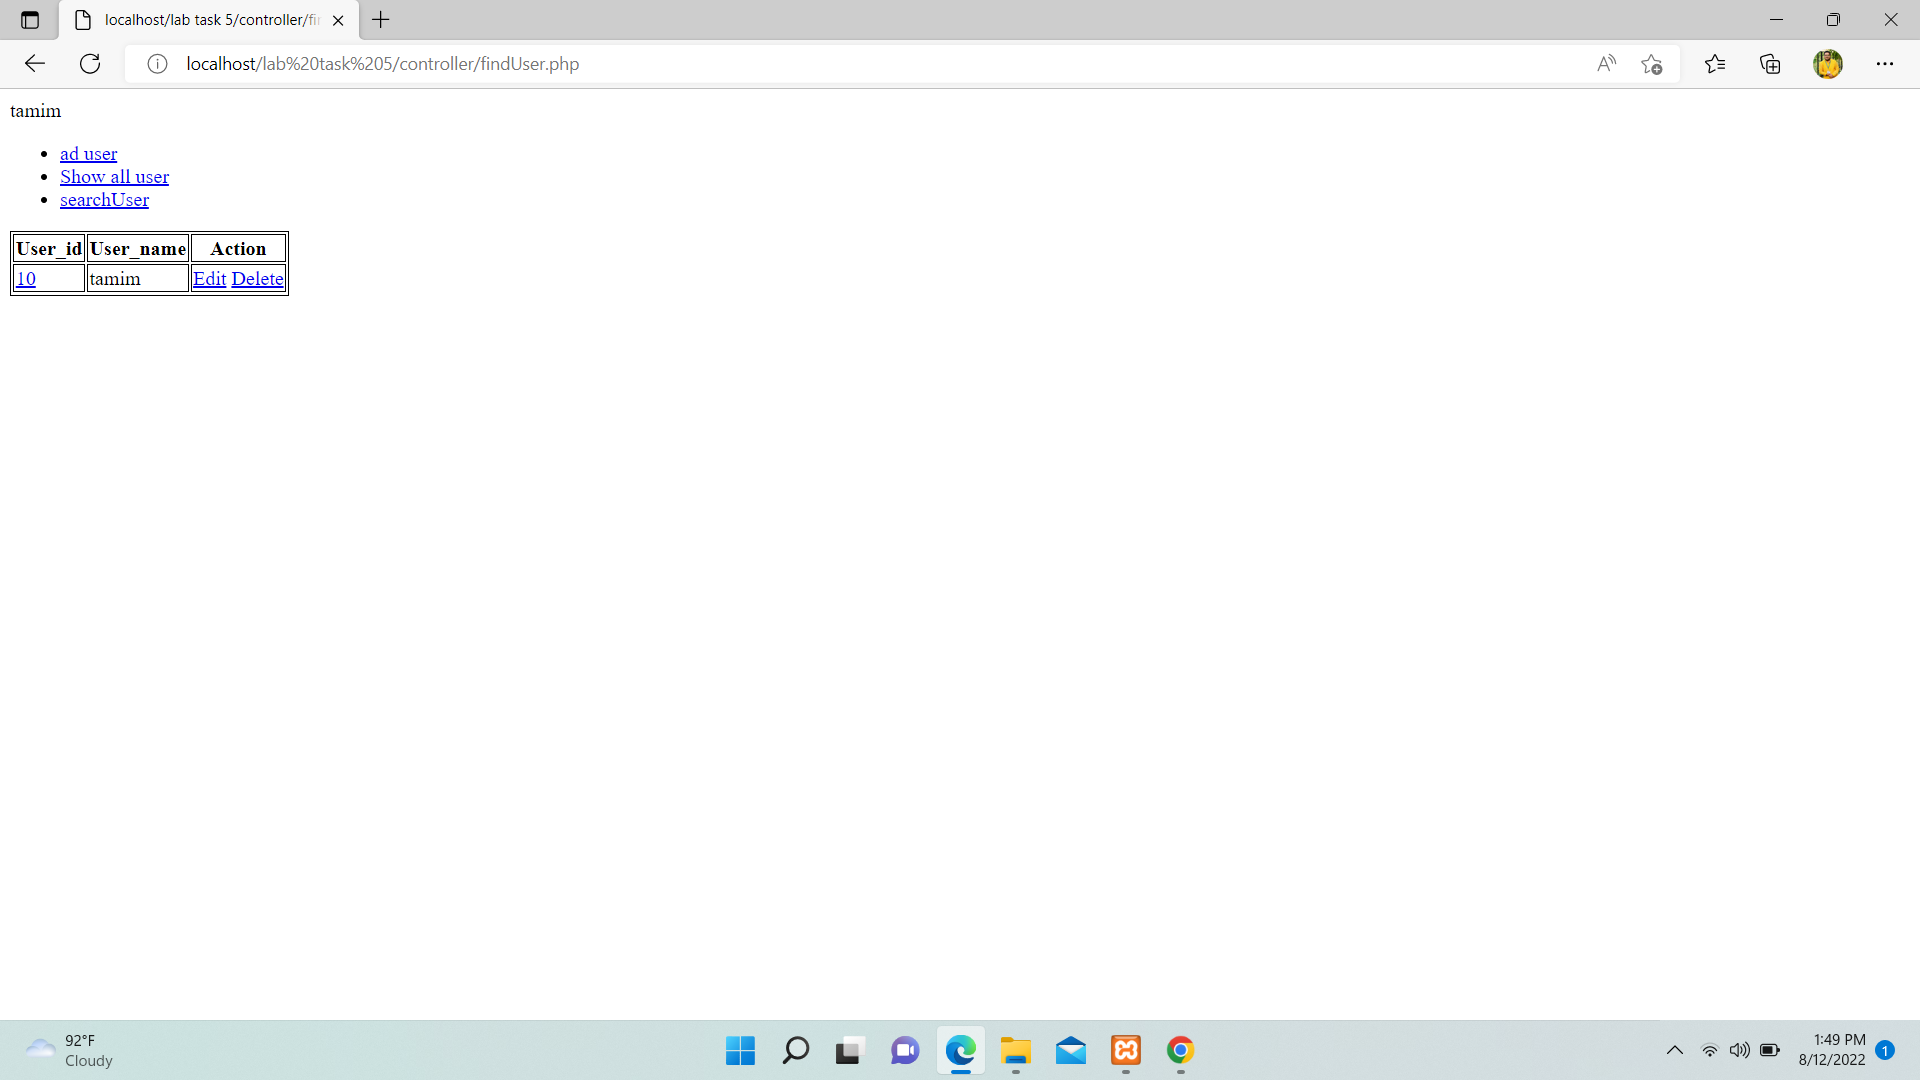 localhost/lab task 5/controller/fi
localhost/lab%20task%205/controller/findUser.php
tamim
ad user
Show all user
searchUser
User_id User_name Action
10 tamim Edit Delete
92°F
Cloudy
1:49 PM
8/12/2022
1